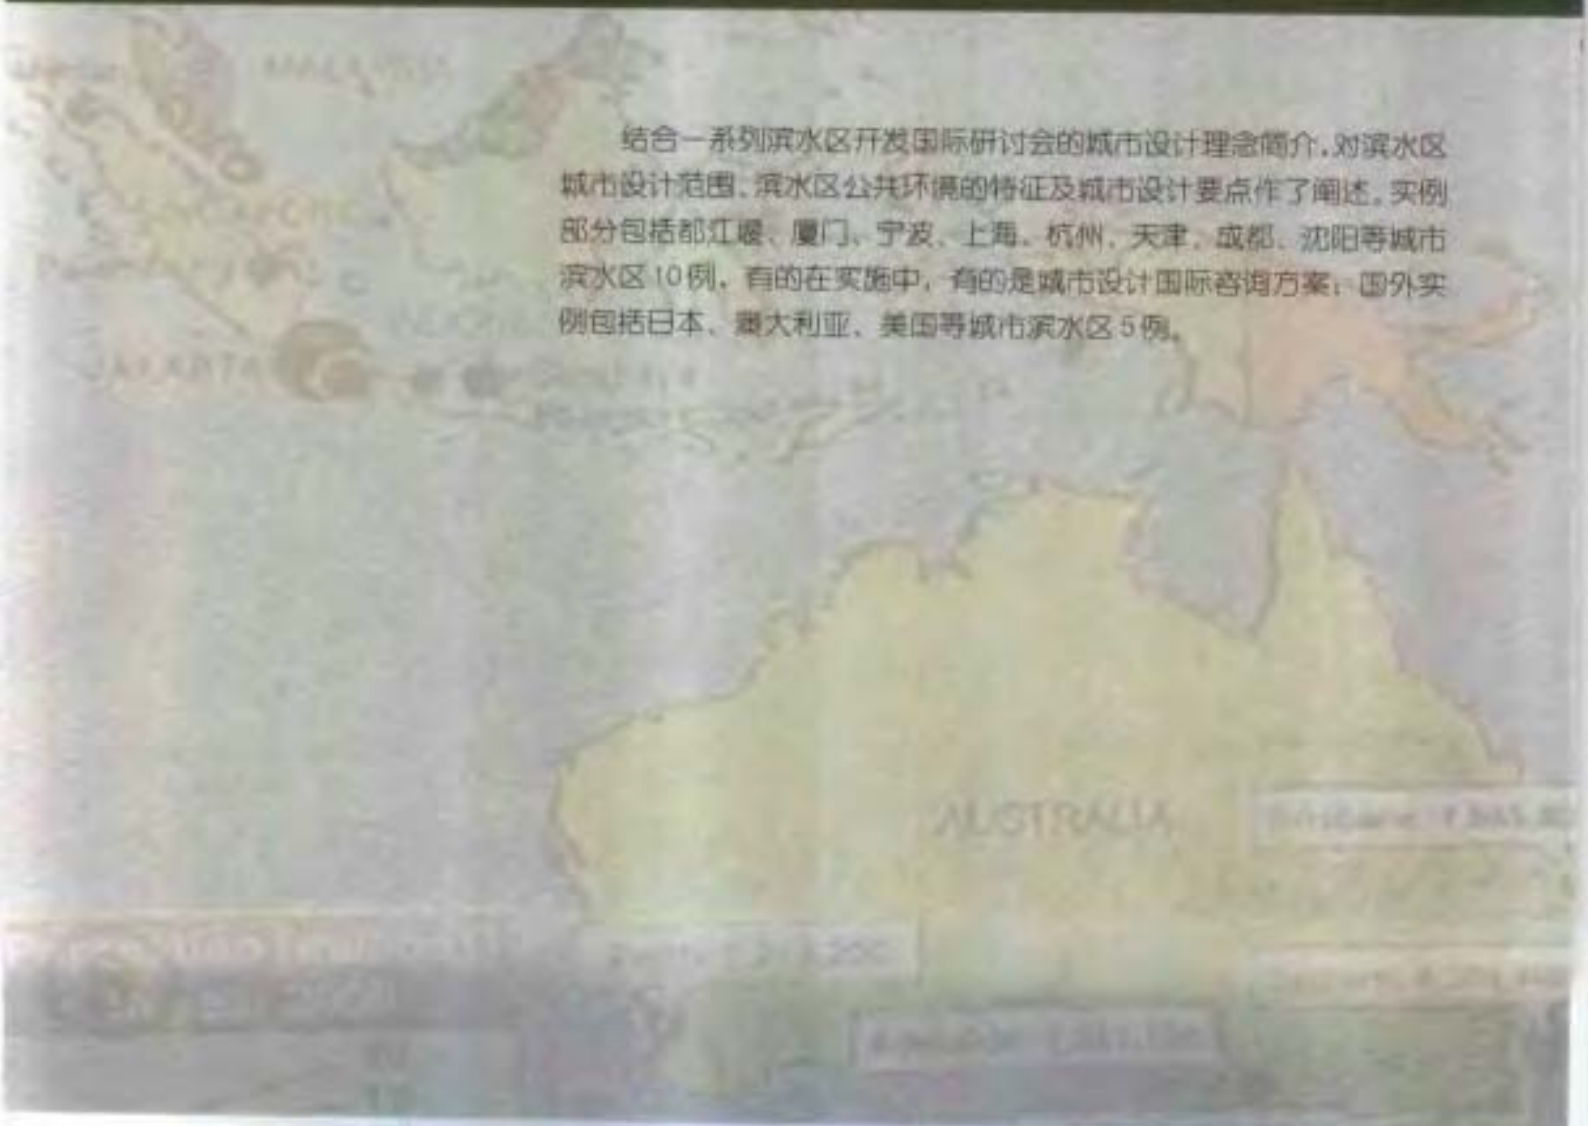 MALAYSIA
结合一系列滨水区开发国际研讨会的城市设计理念简介，对滨水区
城市设计范围、滨水区公共环境的特征及城市设计要点作了阐述。实例
部分包括都江堰、厦门、宁波、上海、杭州、天津、成都、沈阳等城市
滨水区10例，有的在实施中，有的是城市设计国际咨询方案；国外实
例包括日本、澳大利亚、美国等城市滨水区5例。
JAKARTA
AUSTRALIA